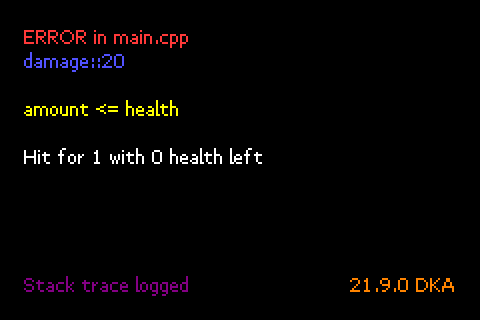 ERROR in main.cpp
damage::20
amount <= health
Hit for 1 with 0 health left
Stack trace logged
21.9.0 DKA